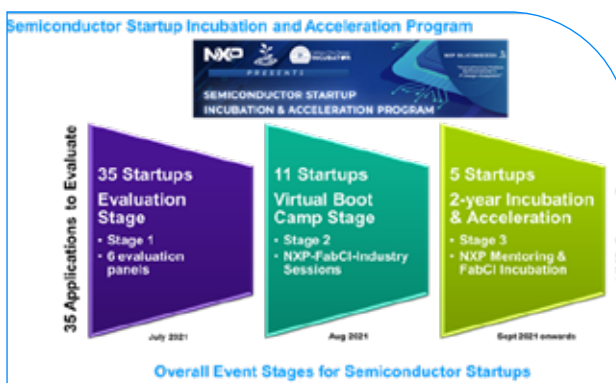 Semiconductor Startup Incubation and Acceleration Program
NXP
INCUBATOR
PRESENTS
SEMICONDUCTOR STARTUP
INCUBATION & ACCELERATION PROGRAM
35 Applications to Evaluate
35 Startups
Evaluation
Stage
• Stage 1
• 6 evaluation
panels
July 2021
11 Startups
Virtual Boot
Camp Stage
• Stage 2
• NXP-FabCI-Industry
Sessions
Aug 2021
5 Startups
2-year Incubation
& Acceleration
• Stage 3
• NXP Mentoring &
FabCI Incubation
Sept 2021 onwards
Overall Event Stages for Semiconductor Startups